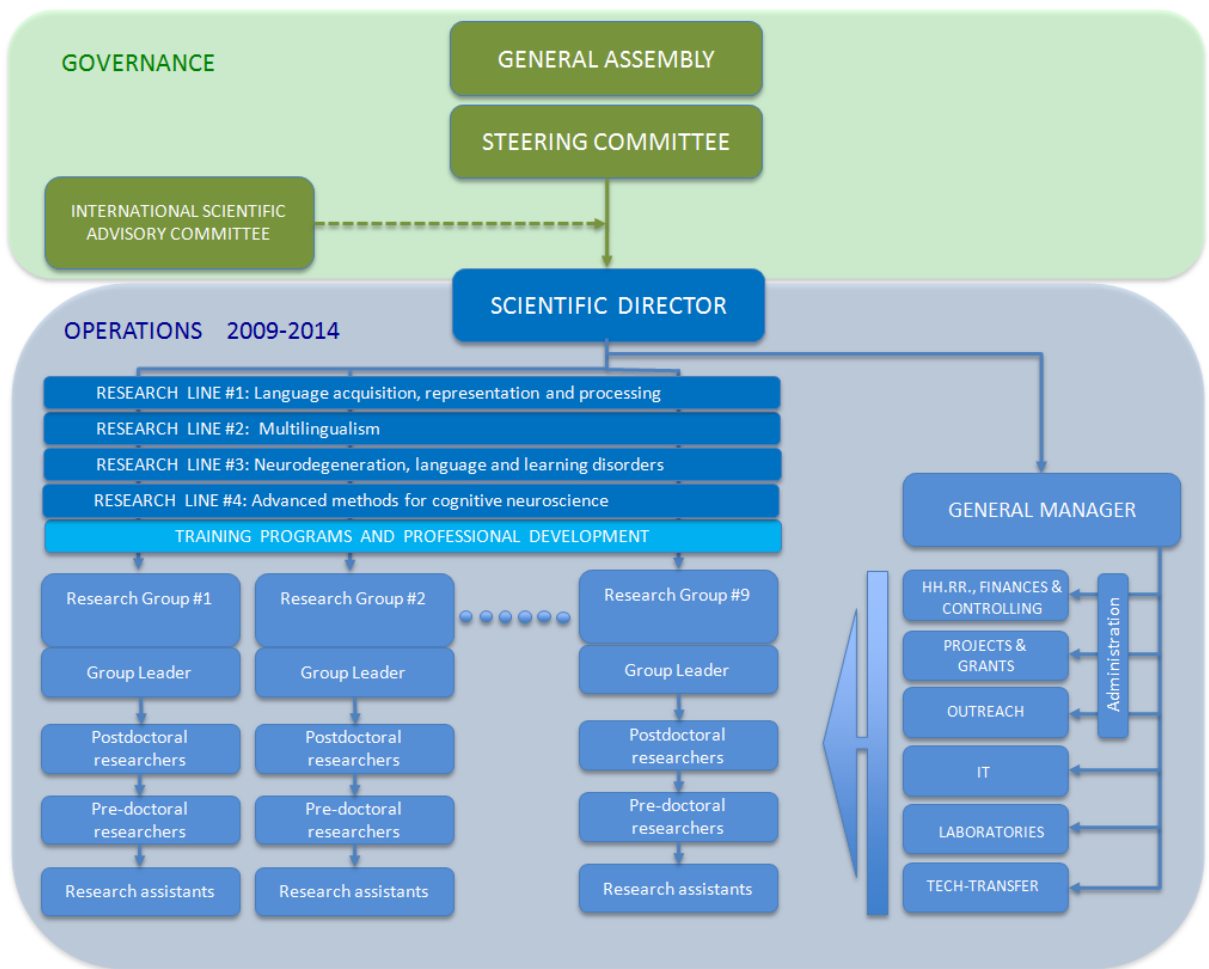 GOVERNANCE
GENERAL ASSEMBLY
STEERING COMMITTEE
INTERNATIONAL SCIENTIFIC
ADVISORY COMMITTEE
SCIENTIFIC DIRECTOR
OPERATIONS 2009-2014
RESEARCH LINE #1: Language acquisition, representation and processing
RESEARCH LINE #2: Multilingualism
RESEARCH LINE #3: Neurodegeneration, language and learning disorders
RESEARCH LINE #4: Advanced methods for cognitive neuroscience
TRAINING PROGRAMS AND PROFESSIONAL DEVELOPMENT
Research Group #1
Group Leader
Postdoctoral
researchers
Pre-doctoral
researchers
Research assistants
Research Group #2
Group Leader
Postdoctoral
researchers
Pre-doctoral
researchers
Research assistants
Research Group #9
Group Leader
Postdoctoral
researchers
Pre-doctoral
researchers
Research assistants
GENERAL MANAGER
HH.RR., FINANCES &
CONTROLLING
PROJECTS &
GRANTS
OUTREACH
IT
LABORATORIES
TECH-TRANSFER
Administration